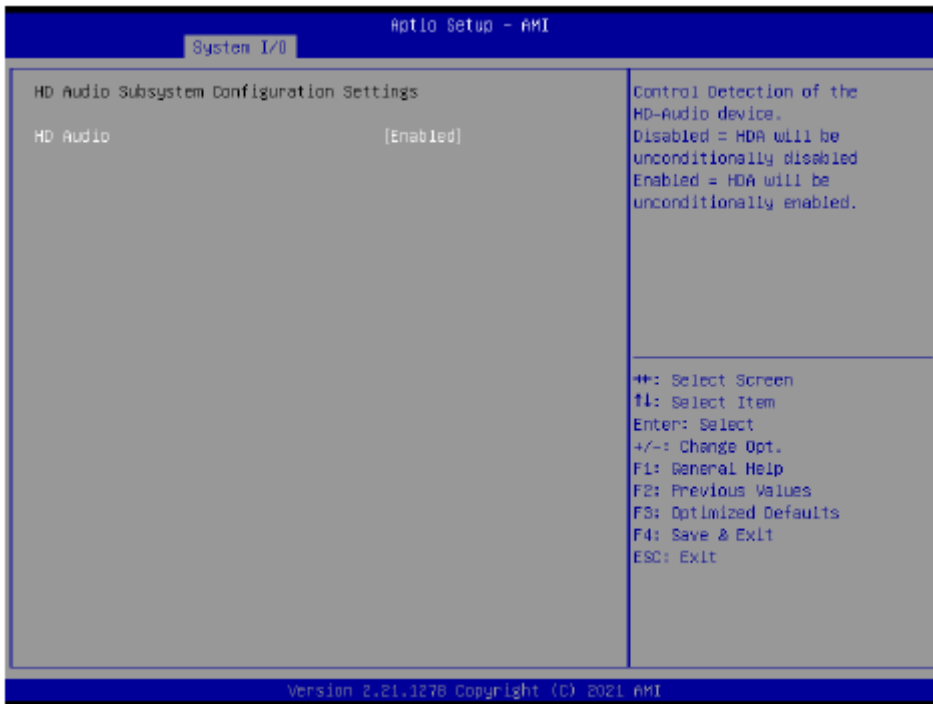 Aptio Setup - AMI
System I/O
HD Audio Subsystem Configuration Settings
HD Audio [Enabled]
Control Detection of the
HD-Audio device.
Disabled = HDA will be
unconditionally disabled
Enabled = HDA will be
unconditionally enabled.
→←: Select Screen
↑↓: Select Item
Enter: Select
+/-: Change Opt.
F1: General Help
F2: Previous Values
F3: Optimized Defaults
F4: Save & Exit
ESC: Exit
Version 2.21.1278 Copyright (C) 2021 AMI